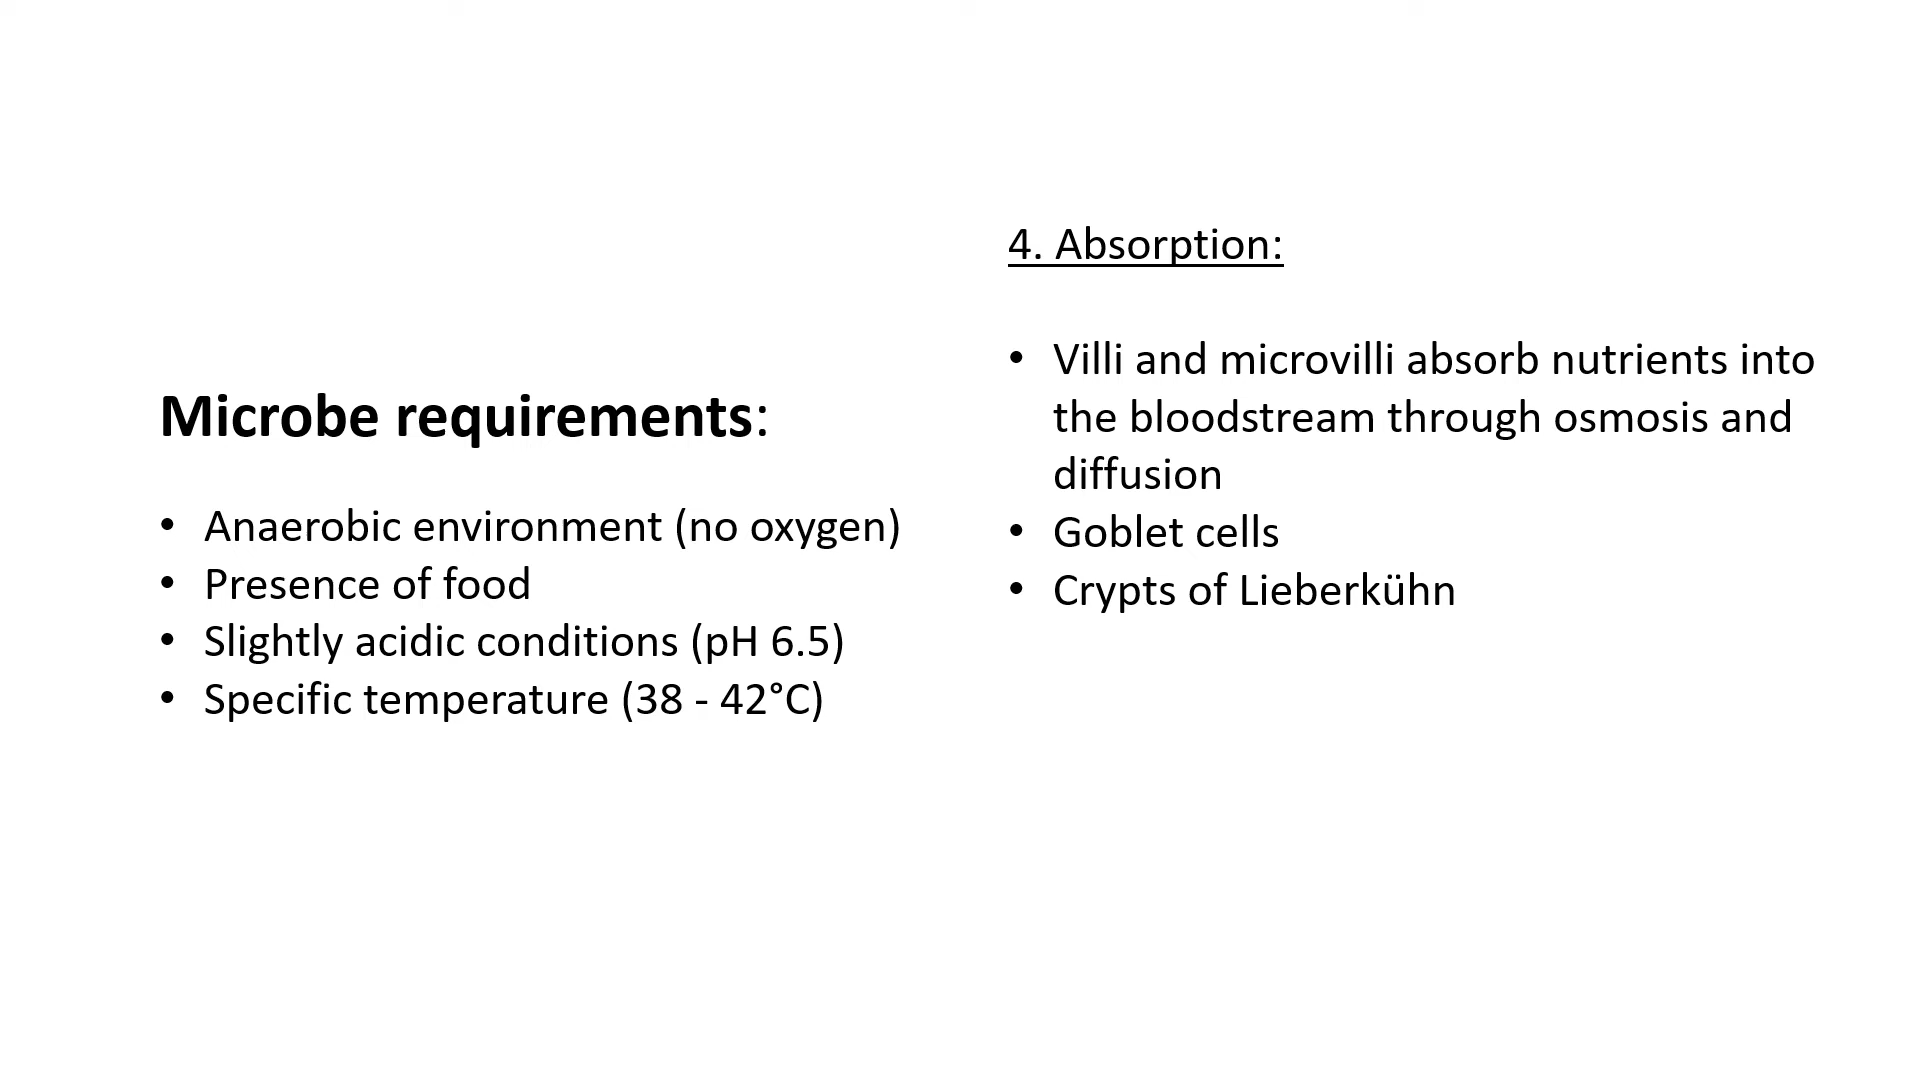 Microbe requirements:
• Anaerobic environment (no oxygen)
• Presence of food
• Slightly acidic conditions (pH 6.5)
• Specific temperature (38 - 42°C)
4. Absorption:
• Villi and microvilli absorb nutrients into
the bloodstream through osmosis and
diffusion
• Goblet cells
• Crypts of Lieberkühn